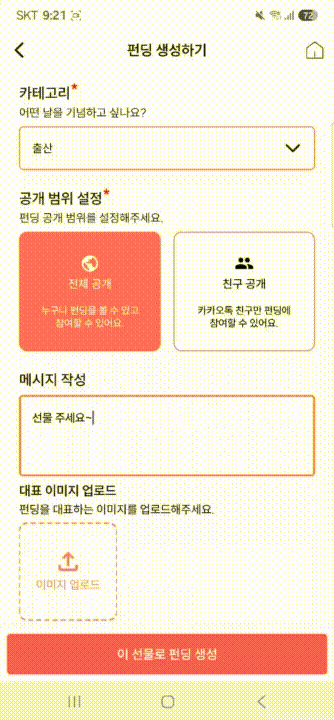 SKT 9:21
72
펀딩 생성하기
카테고리*
어떤 날을 기념하고 싶나요?
출산
공개 범위 설정*
펀딩 공개 범위를 설정해주세요.
전체 공개
누구나 펀딩을 볼 수 있고
참여할 수 있어요.
친구 공개
카카오톡 친구만 펀딩에
참여할 수 있어요.
메시지 작성
선물 주세요~
대표 이미지 업로드
펀딩을 대표하는 이미지를 업로드해주세요.
이미지 업로드
이 선물로 펀딩 생성